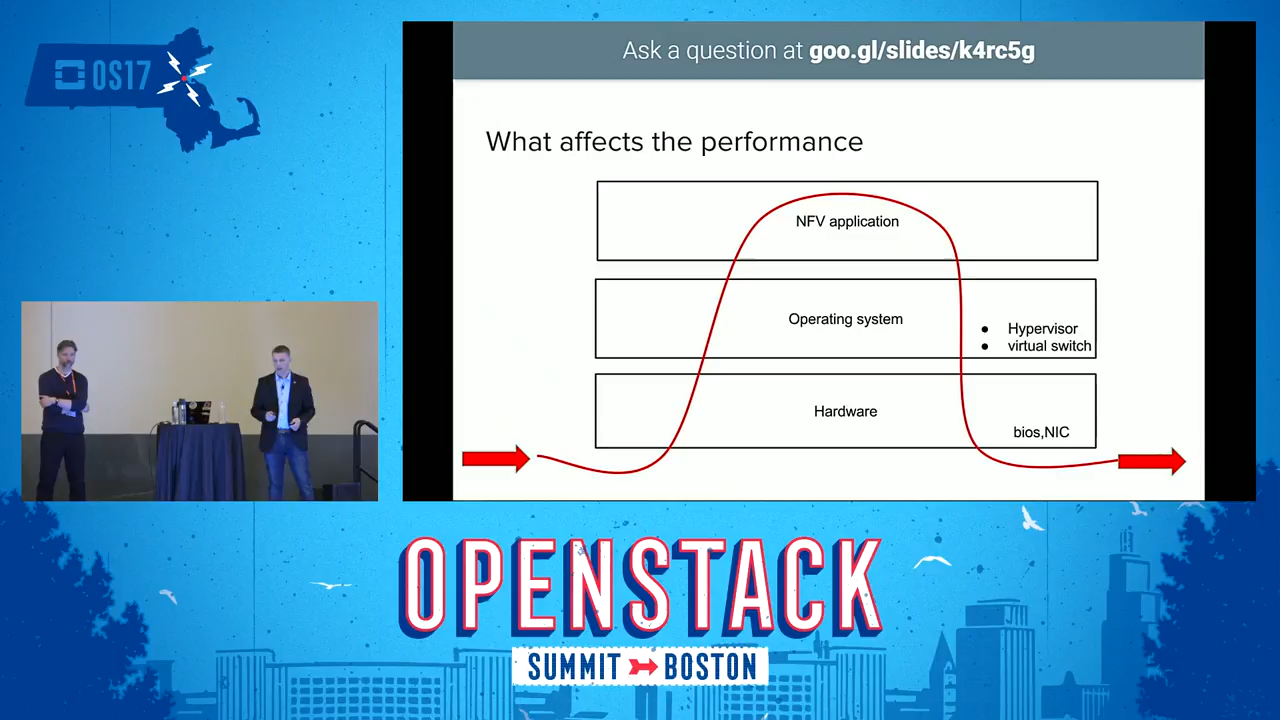 OS17
Ask a question at goo.gl/slides/k4rc5g
What affects the performance
NFV application
Operating system
● Hypervisor
● virtual switch
Hardware
bios,NIC
OPENSTACK
SUMMIT BOSTON